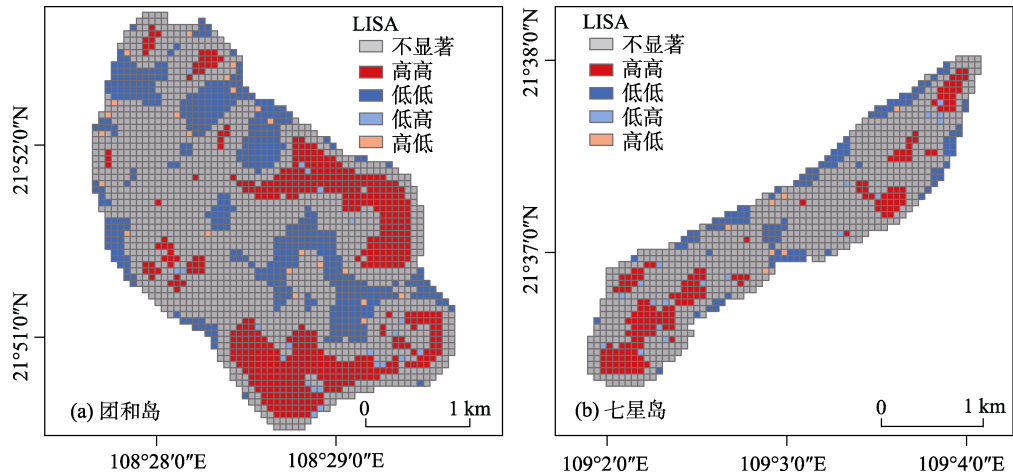 LISA
不显著
高高
低低
低高
高低
21°52′0″N
21°51′0″N
(a) 团和岛
0 1 km
108°28′0″E 108°29′0″E
LISA
不显著
高高
低低
低高
高低
21°38′0″N
21°37′0″N
(b) 七星岛
0 1 km
109°2′0″E 109°3′0″E 109°4′0″E